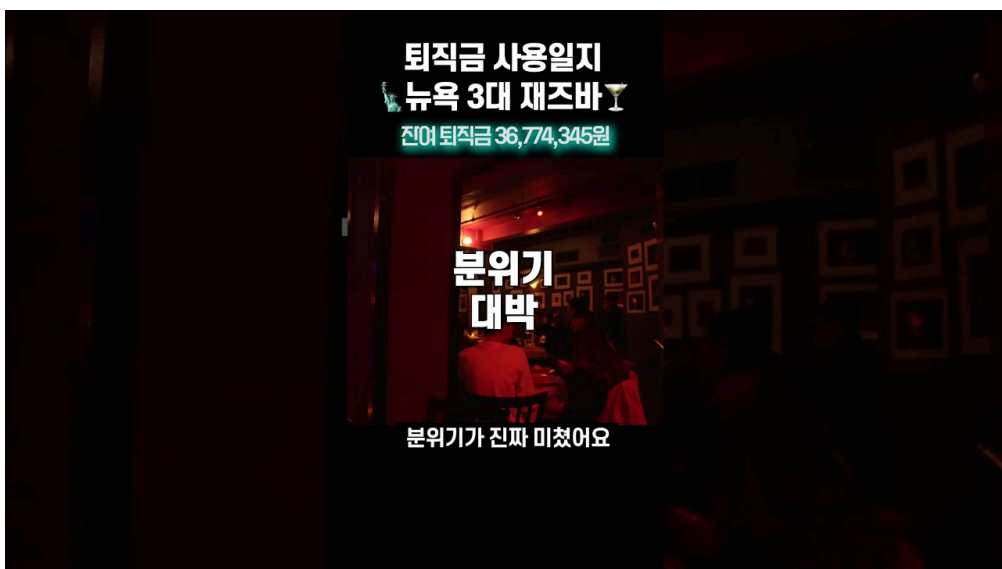 퇴직금 사용일지
🗽뉴욕 3대 재즈바🍸
잔여 퇴직금 36,774,345원
분위기
대박
분위기가 진짜 미쳤어요